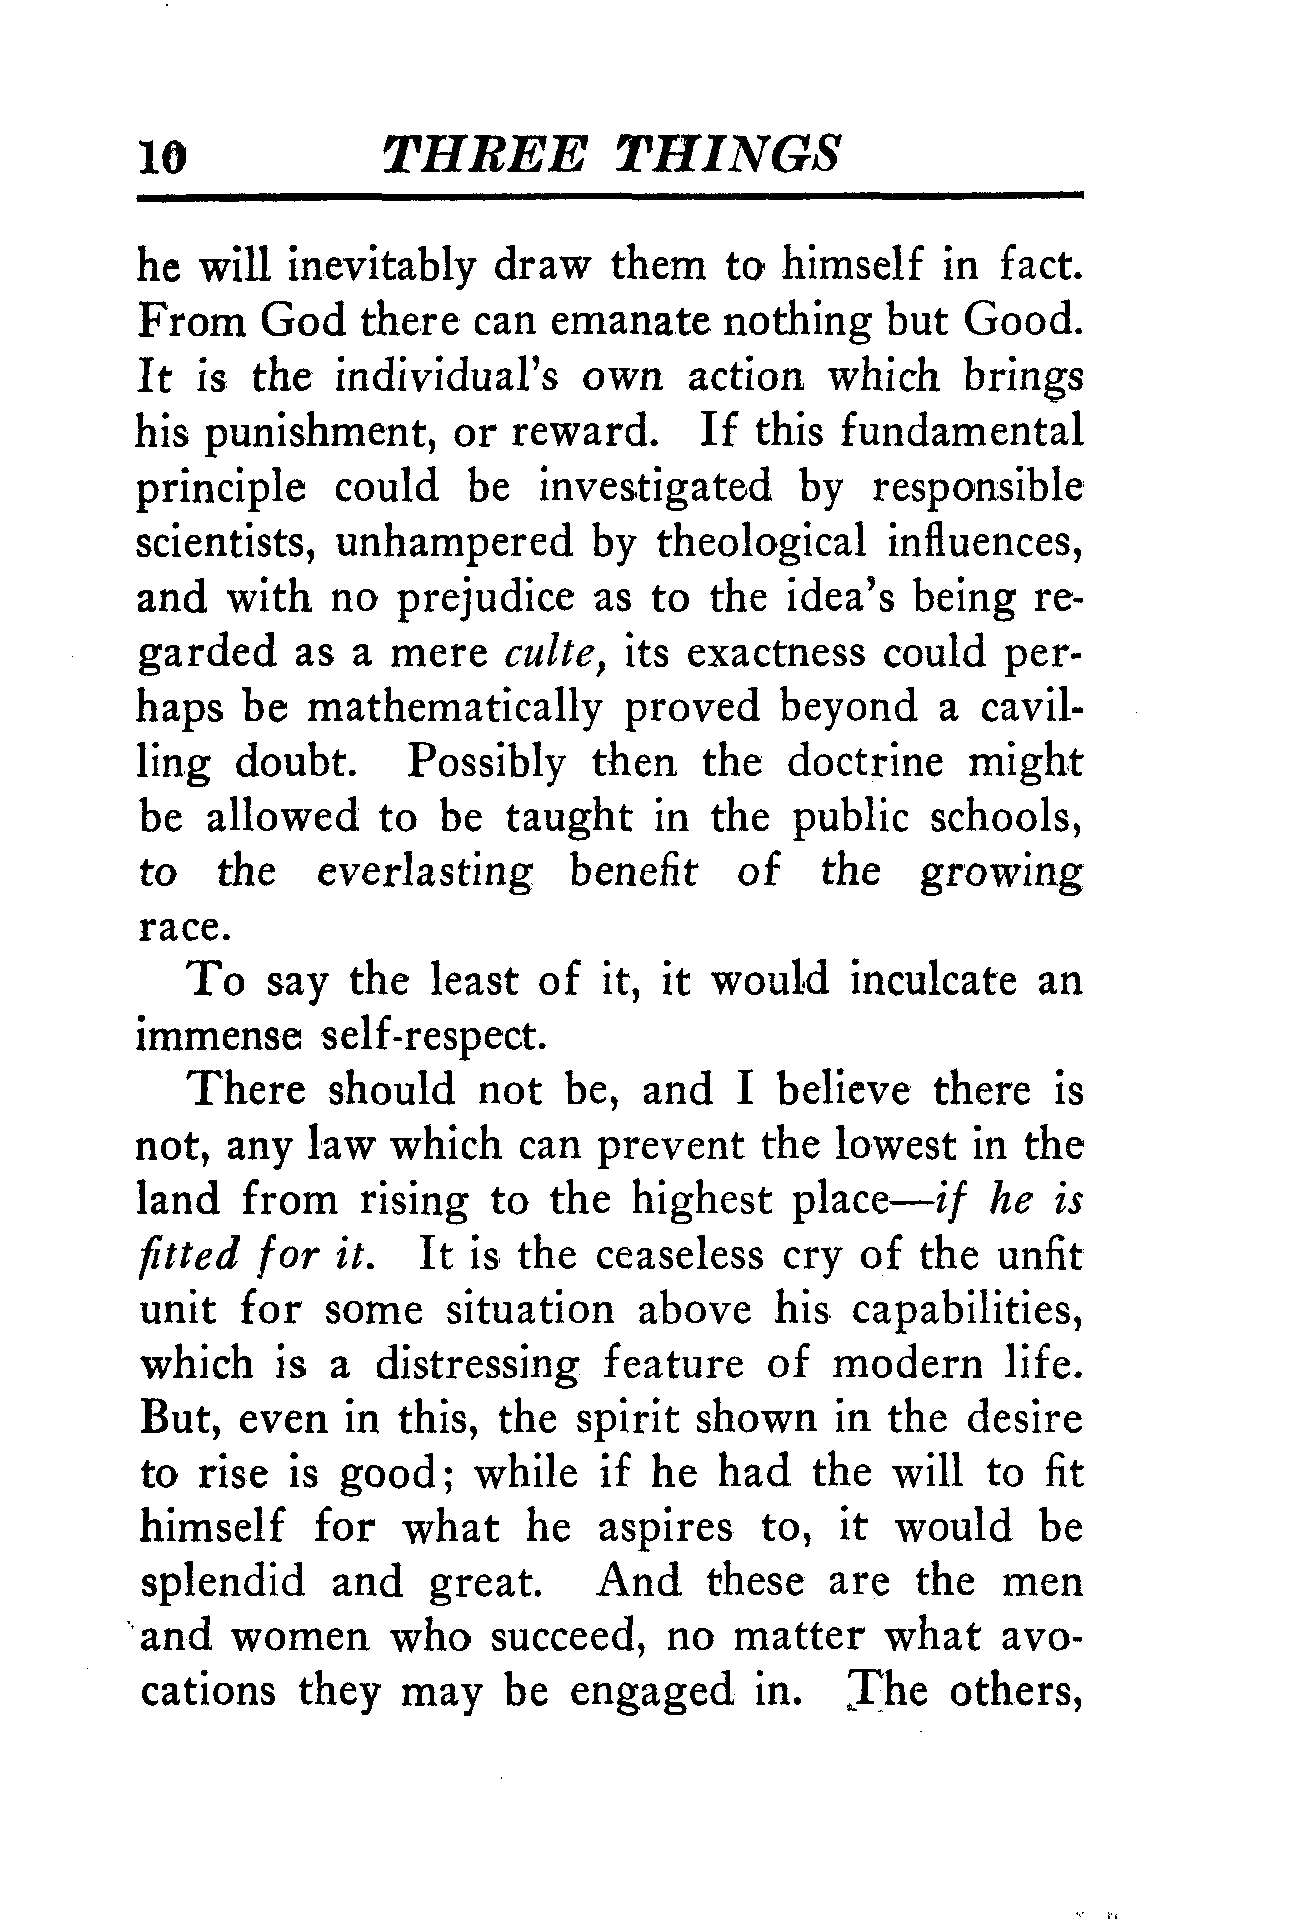 10 THREE THINGS
he will inevitably draw them to himself in fact.
From God there can emanate nothing but Good.
It is the individual's own action which brings
his punishment, or reward. If this fundamental
principle could be investigated by responsible
scientists, unhampered by theological influences,
and with no prejudice as to the idea's being re-
garded as a mere culte, its exactness could per-
haps be mathematically proved beyond a cavil-
ling doubt. Possibly then the doctrine might
be allowed to be taught in the public schools,
to the everlasting benefit of the growing
race.
To say the least of it, it would inculcate an
immense self-respect.
There should not be, and I believe there is
not, any law which can prevent the lowest in the
land from rising to the highest place—if he is
fitted for it. It is the ceaseless cry of the unfit
unit for some situation above his capabilities,
which is a distressing feature of modern life.
But, even in this, the spirit shown in the desire
to rise is good; while if he had the will to fit
himself for what he aspires to, it would be
splendid and great. And these are the men
and women who succeed, no matter what avo-
cations they may be engaged in. The others,